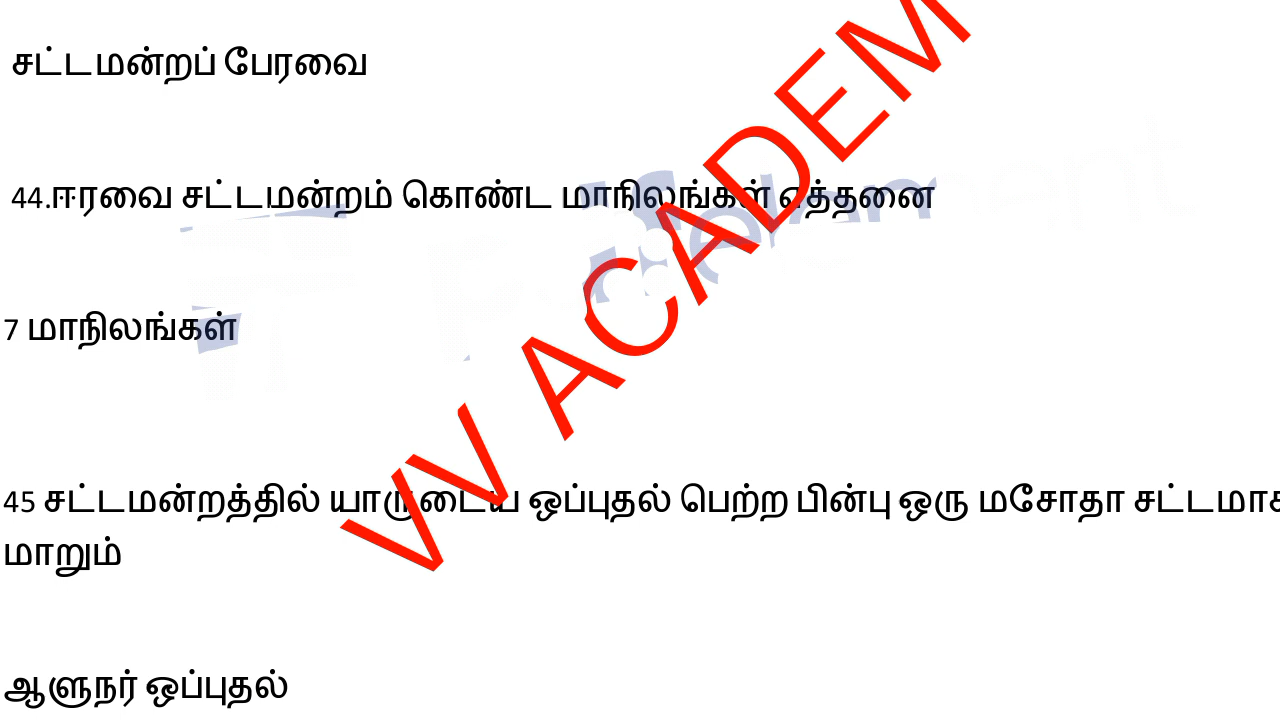 சட்டமன்றப் பேரவை
44.ஈரவை சட்டமன்றம் கொண்ட மாநிலங்கள் எத்தனை
7 மாநிலங்கள்
45 சட்டமன்றத்தில் யாருடைய ஒப்புதல் பெற்ற பின்பு ஒரு மசோதா சட்டமாக
மாறும்
ஆளுநர் ஒப்புதல்
VV ACADEM